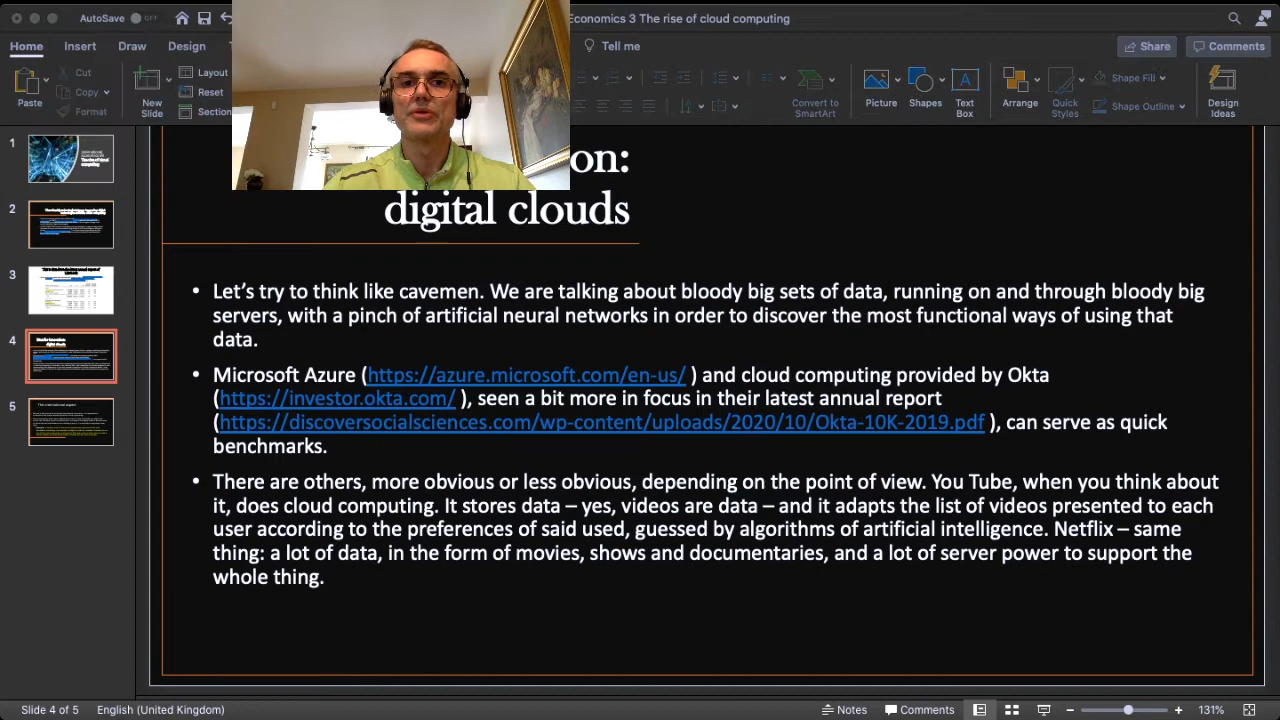 AutoSave OFF
Economics 3 The rise of cloud computing
Home Insert Draw Design Tell me Share Comments
Paste Cut Copy Format New Slide Layout Reset Section Convert to SmartArt Picture Shapes Text Box Arrange Quick Styles Shape Fill Shape Outline Design Ideas
1
2
3
4
5
on:
digital clouds
• Let's try to think like cavemen. We are talking about bloody big sets of data, running on and through bloody big
servers, with a pinch of artificial neural networks in order to discover the most functional ways of using that
data.
• Microsoft Azure (https://azure.microsoft.com/en-us/ ) and cloud computing provided by Okta
(https://investor.okta.com/ ), seen a bit more in focus in their latest annual report
(https://discoversocialsciences.com/wp-content/uploads/2020/10/Okta-10K-2019.pdf ), can serve as quick
benchmarks.
• There are others, more obvious or less obvious, depending on the point of view. You Tube, when you think about
it, does cloud computing. It stores data – yes, videos are data – and it adapts the list of videos presented to each
user according to the preferences of said used, guessed by algorithms of artificial intelligence. Netflix – same
thing: a lot of data, in the form of movies, shows and documentaries, and a lot of server power to support the
whole thing.
Slide 4 of 5 English (United Kingdom) Notes Comments 131%